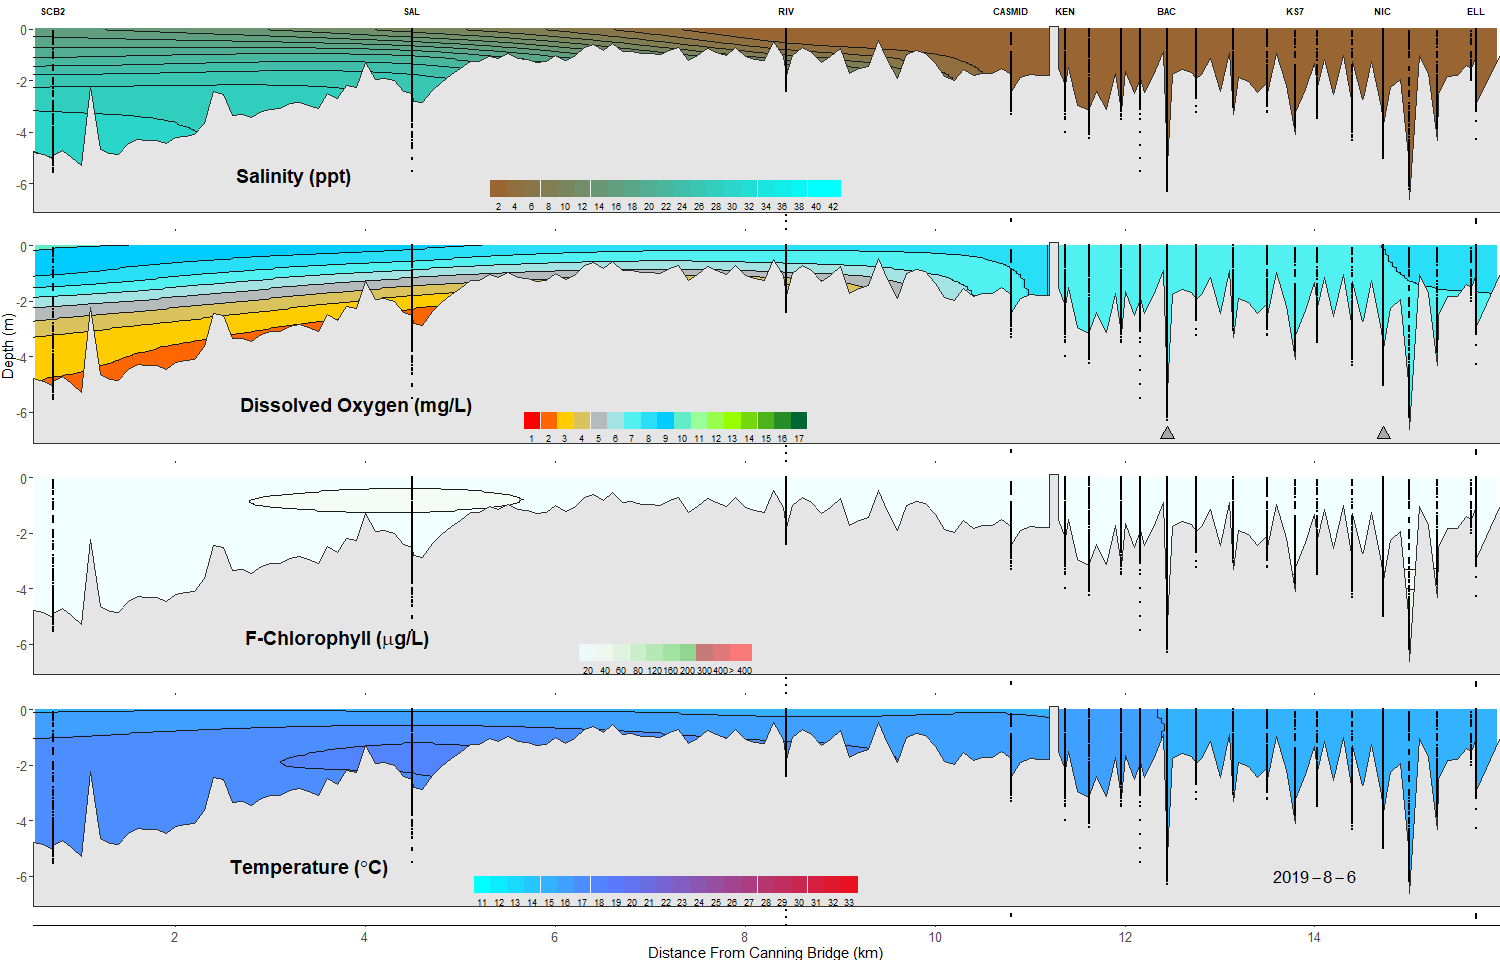 SCB2 SAL RIV CASMID KEN BAC KS7 NIC ELL
0
-2
-4
-6
Salinity (ppt)
2 4 6 8 10 12 14 16 18 20 22 24 26 28 30 32 34 36 38 40 42
0
-2
-4
-6
Depth (m)
Dissolved Oxygen (mg/L)
1 2 3 4 5 6 7 8 9 10 11 12 13 14 15 16 17
0
-2
-4
-6
F-Chlorophyll (µg/L)
20 40 60 80 120 160 200 300 400 > 400
0
-2
-4
-6
Temperature (°C)
2019-8-6
11 12 13 14 15 16 17 18 19 20 21 22 23 24 25 26 27 28 29 30 31 32 33
2 4 6 8 10 12 14
Distance From Canning Bridge (km)